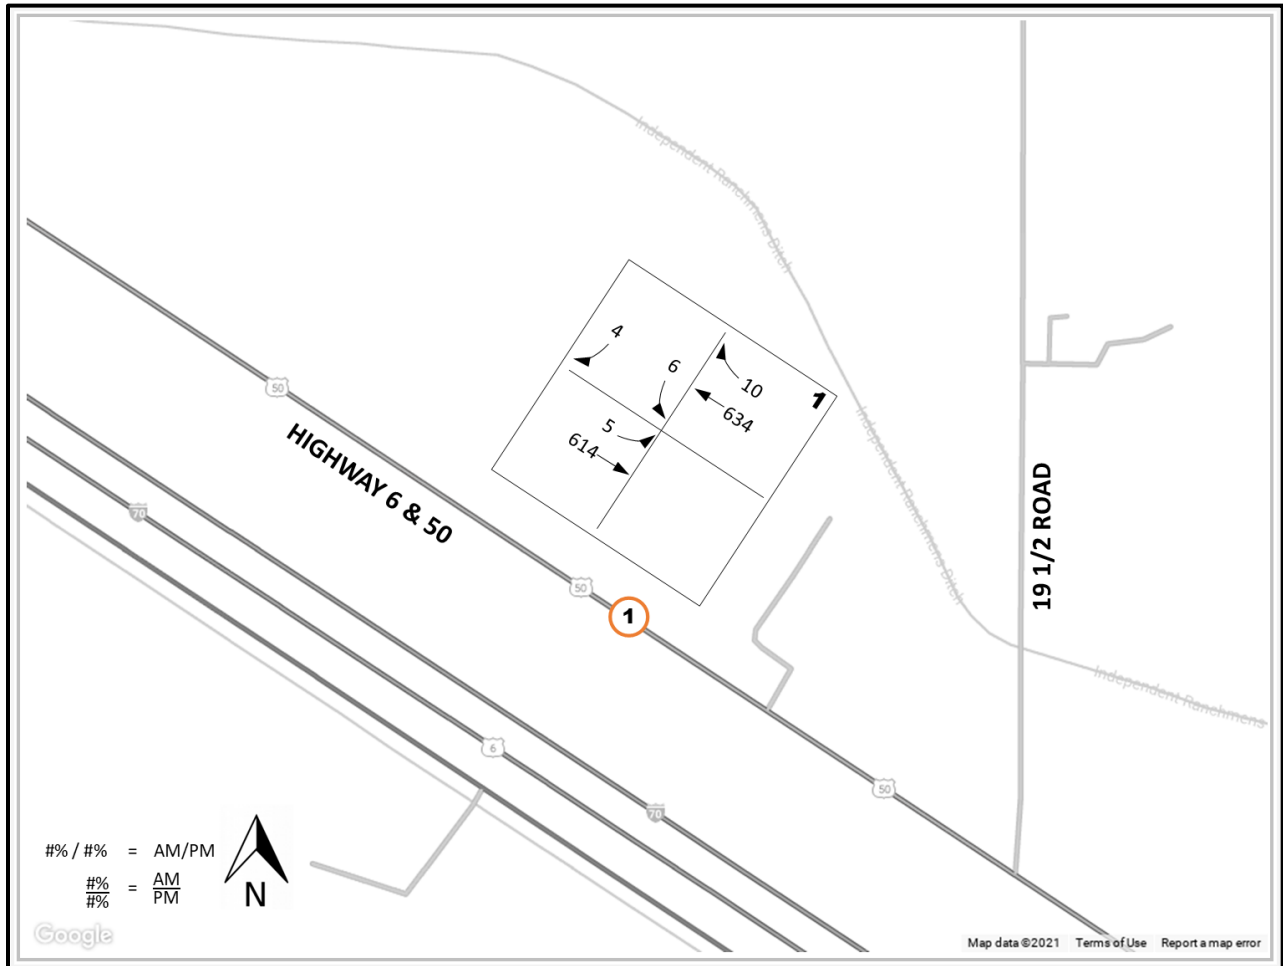 Independent Ranchmens Ditch
4
6
10
1
634
5
614
50
HIGHWAY 6 & 50
Independent Ranchmens Ditch
70
19 1/2 ROAD
50
1
Independent Ranchmens
6
50
70
#% / #% = AM/PM
#% = AM
#% PM
N
Google
Map data ©2021 Terms of Use Report a map error